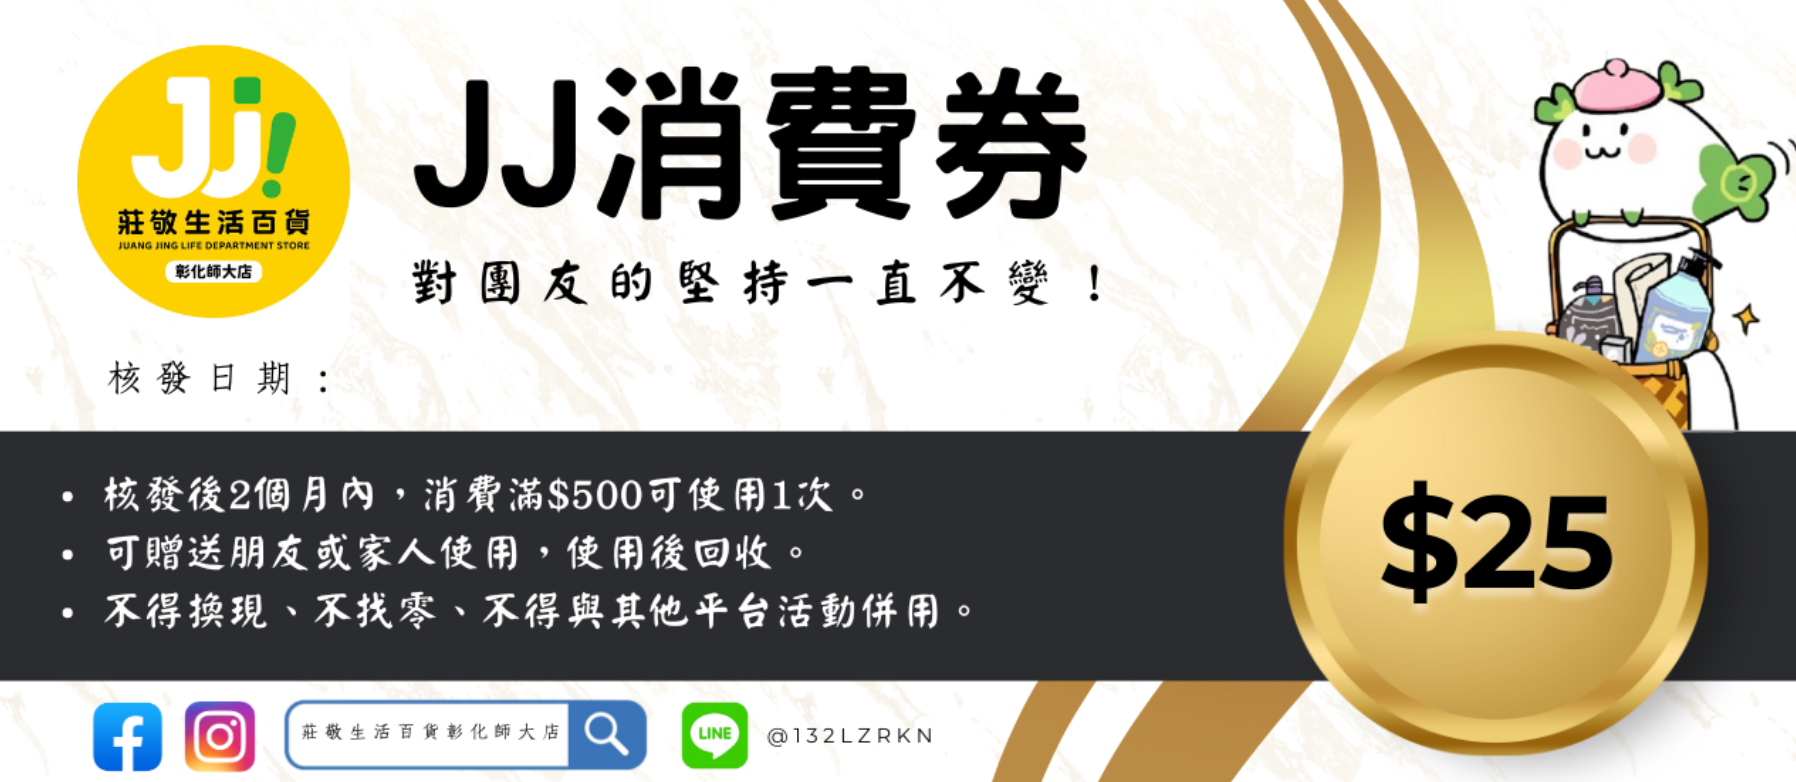 JJ!
莊敬生活百貨
JUANG JING LIFE DEPARTMENT STORE
彰化師大店
JJ消費券
對團友的堅持一直不變！
核發日期：
• 核發後2個月內，消費滿$500可使用1次。
• 可贈送朋友或家人使用，使用後回收。
• 不得換現、不找零、不得與其他平台活動併用。
$25
莊敬生活百貨彰化師大店
LINE
@132LZRKN